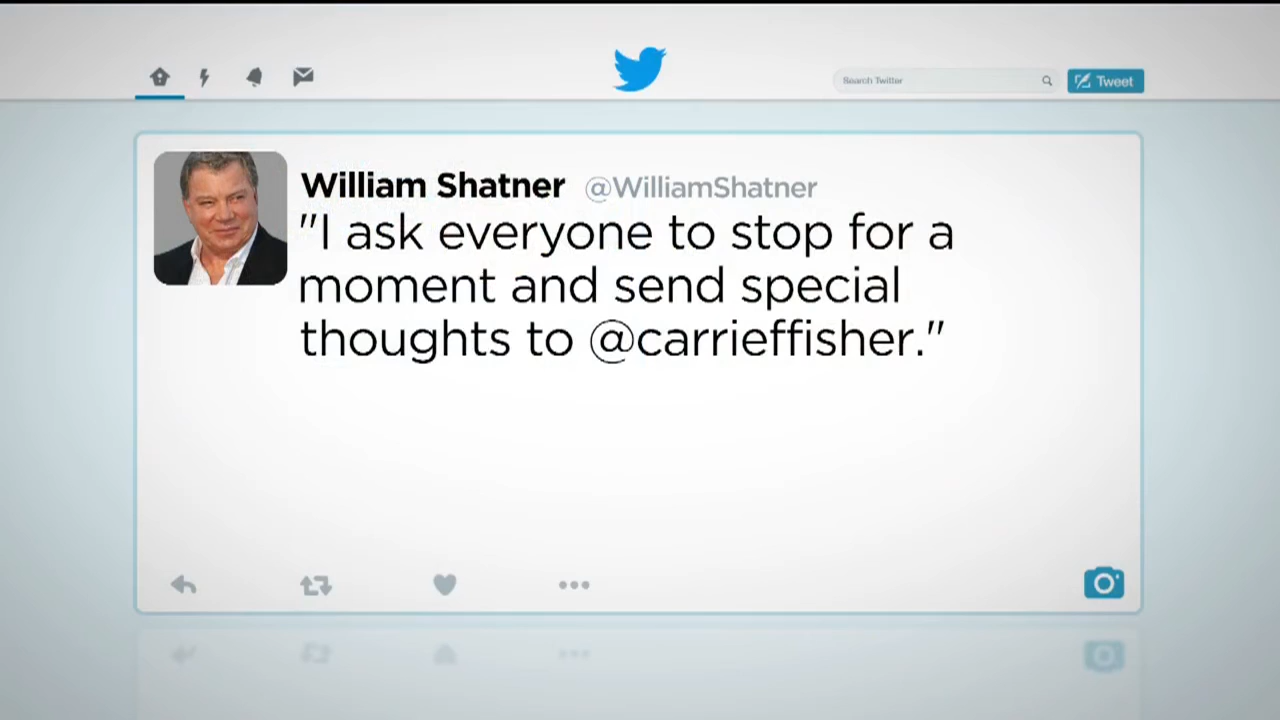 Search Twitter
Tweet
William Shatner @WilliamShatner
"I ask everyone to stop for a
moment and send special
thoughts to @carrieffisher."